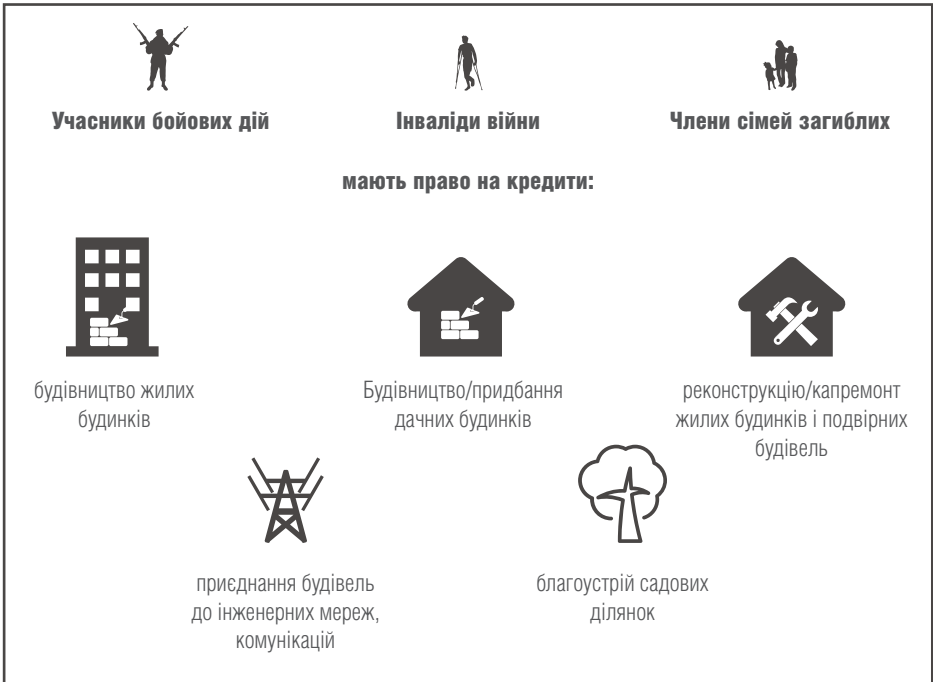 Учасники бойових дій
Інваліди війни
Члени сімей загиблих
мають право на кредити:
будівництво жилих
будинків
Будівництво/придбання
дачних будинків
реконструкцію/капремонт
жилих будинків і подвірних
будівель
приєднання будівель
до інженерних мереж,
комунікацій
благоустрій садових
ділянок